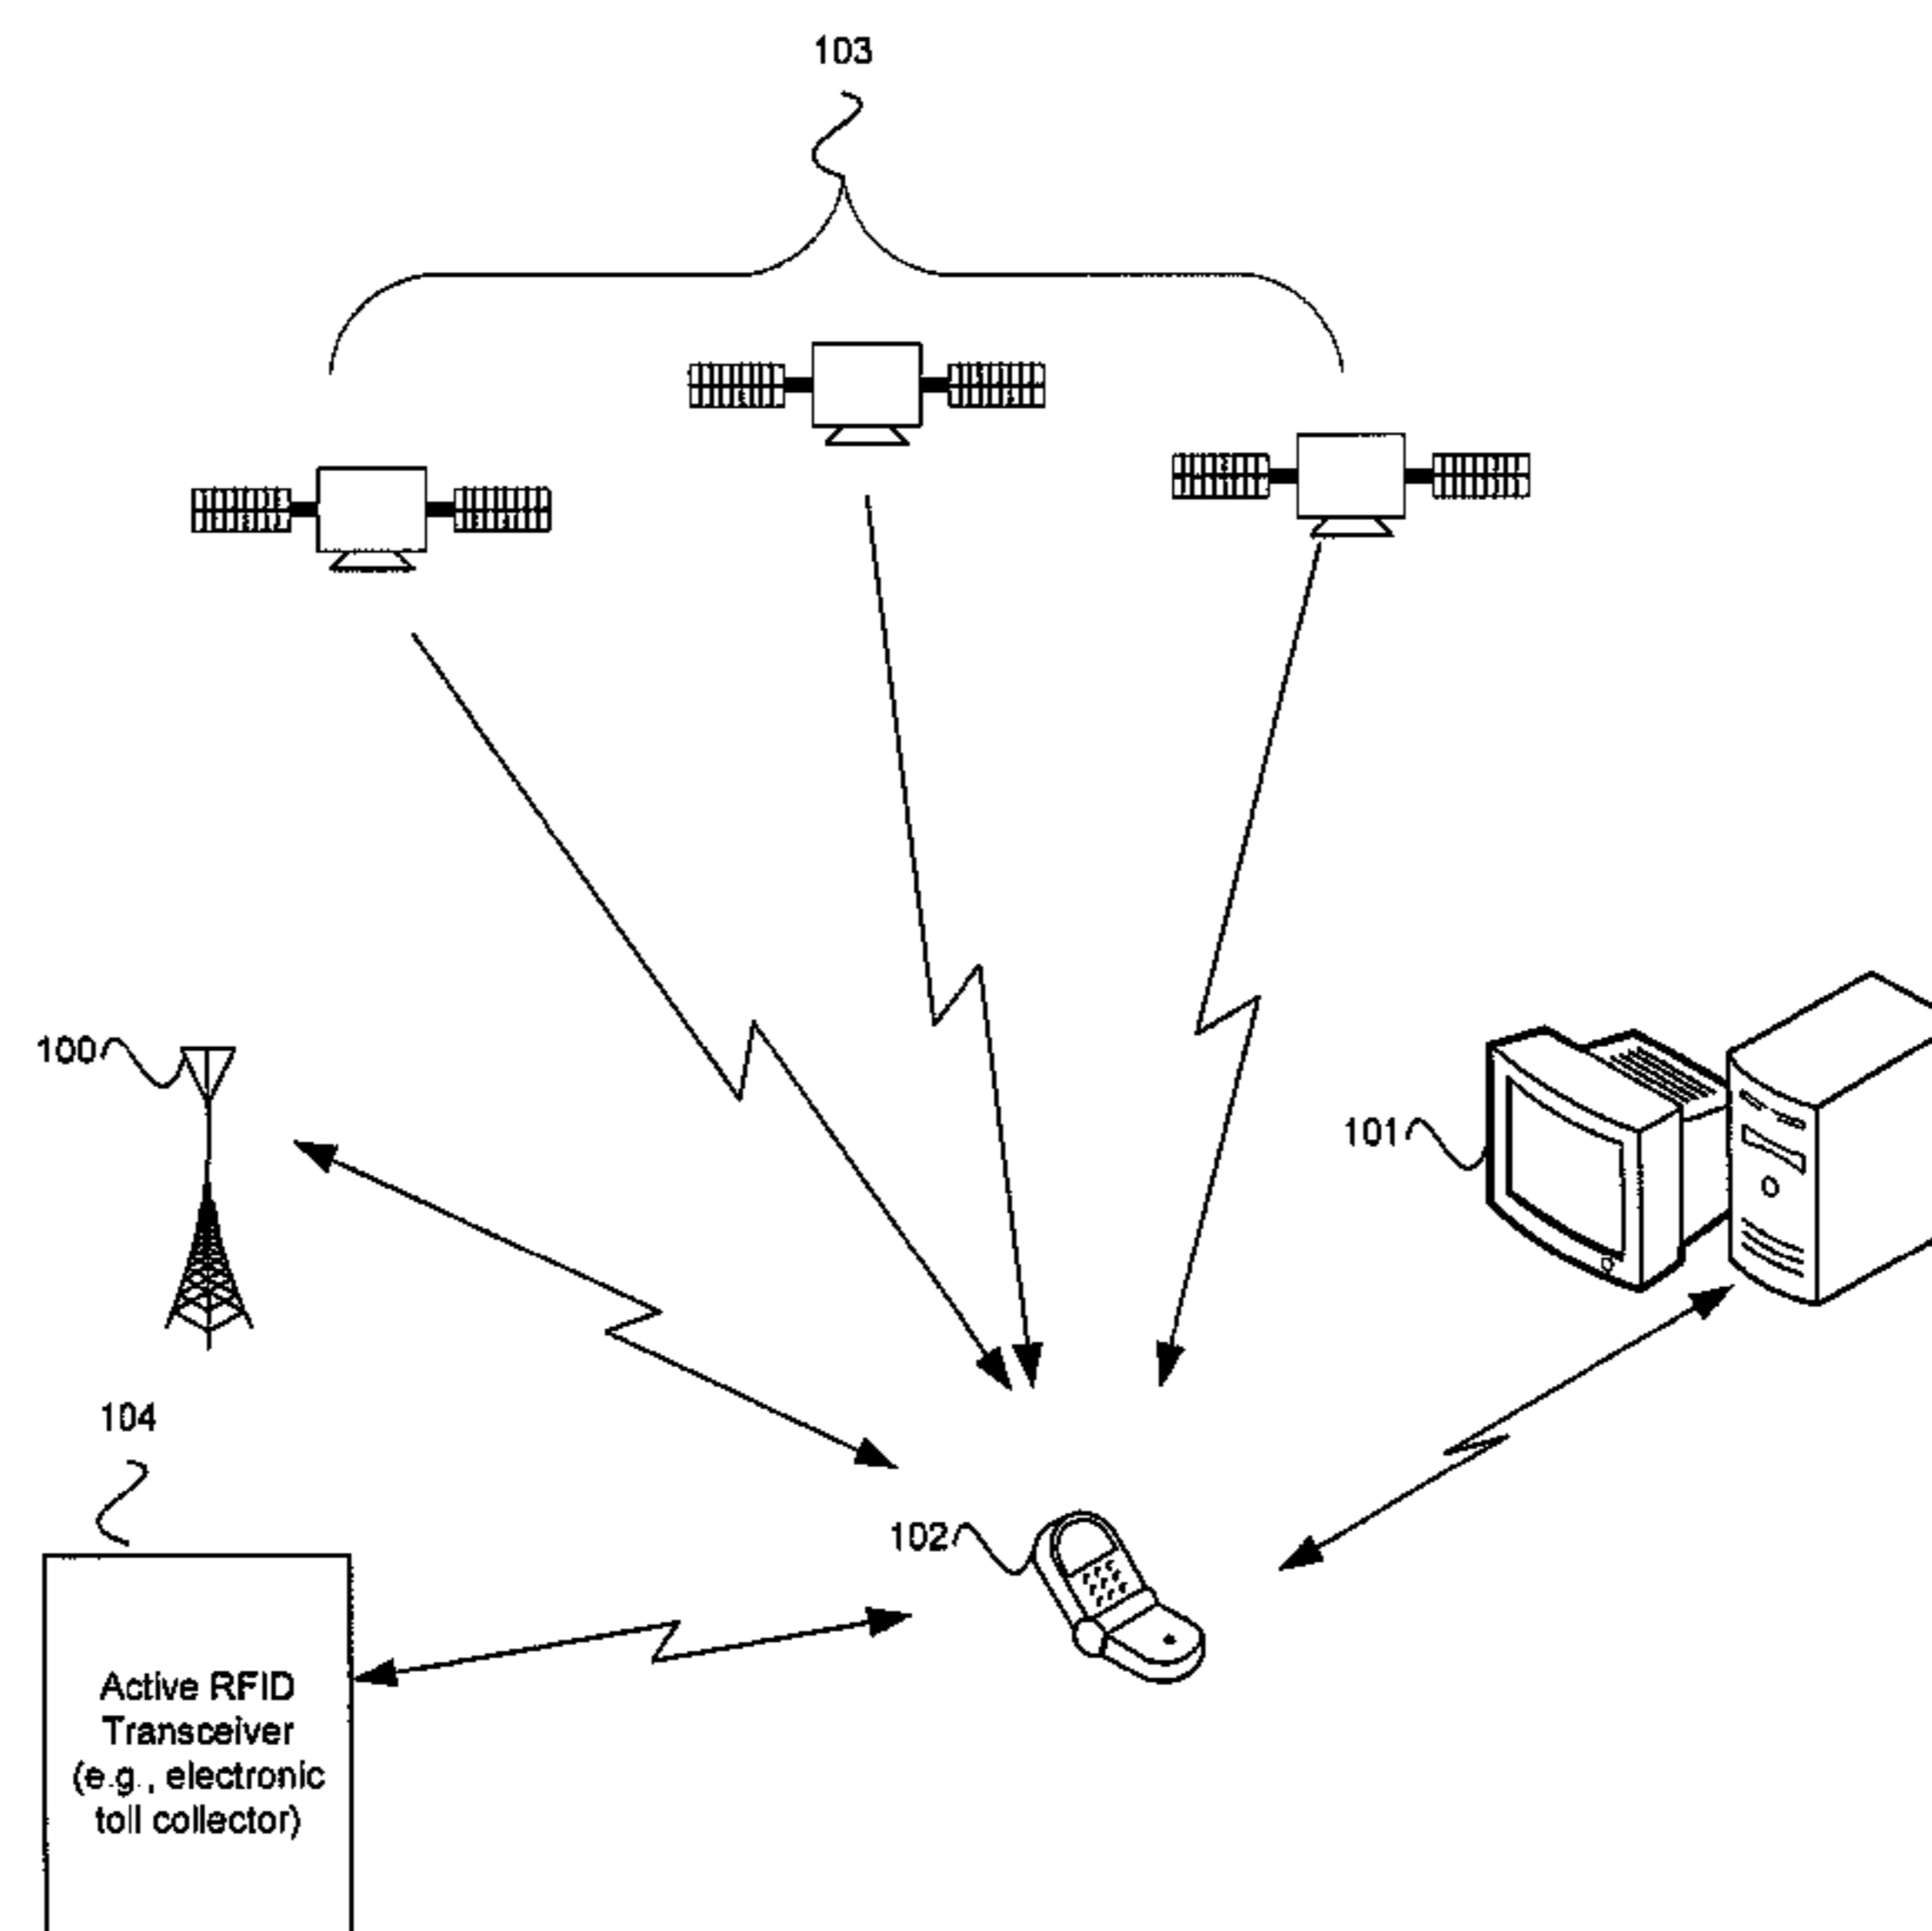 103
100
101
104
102
Active RFID
Transceiver
(e.g., electronic
toll collector)